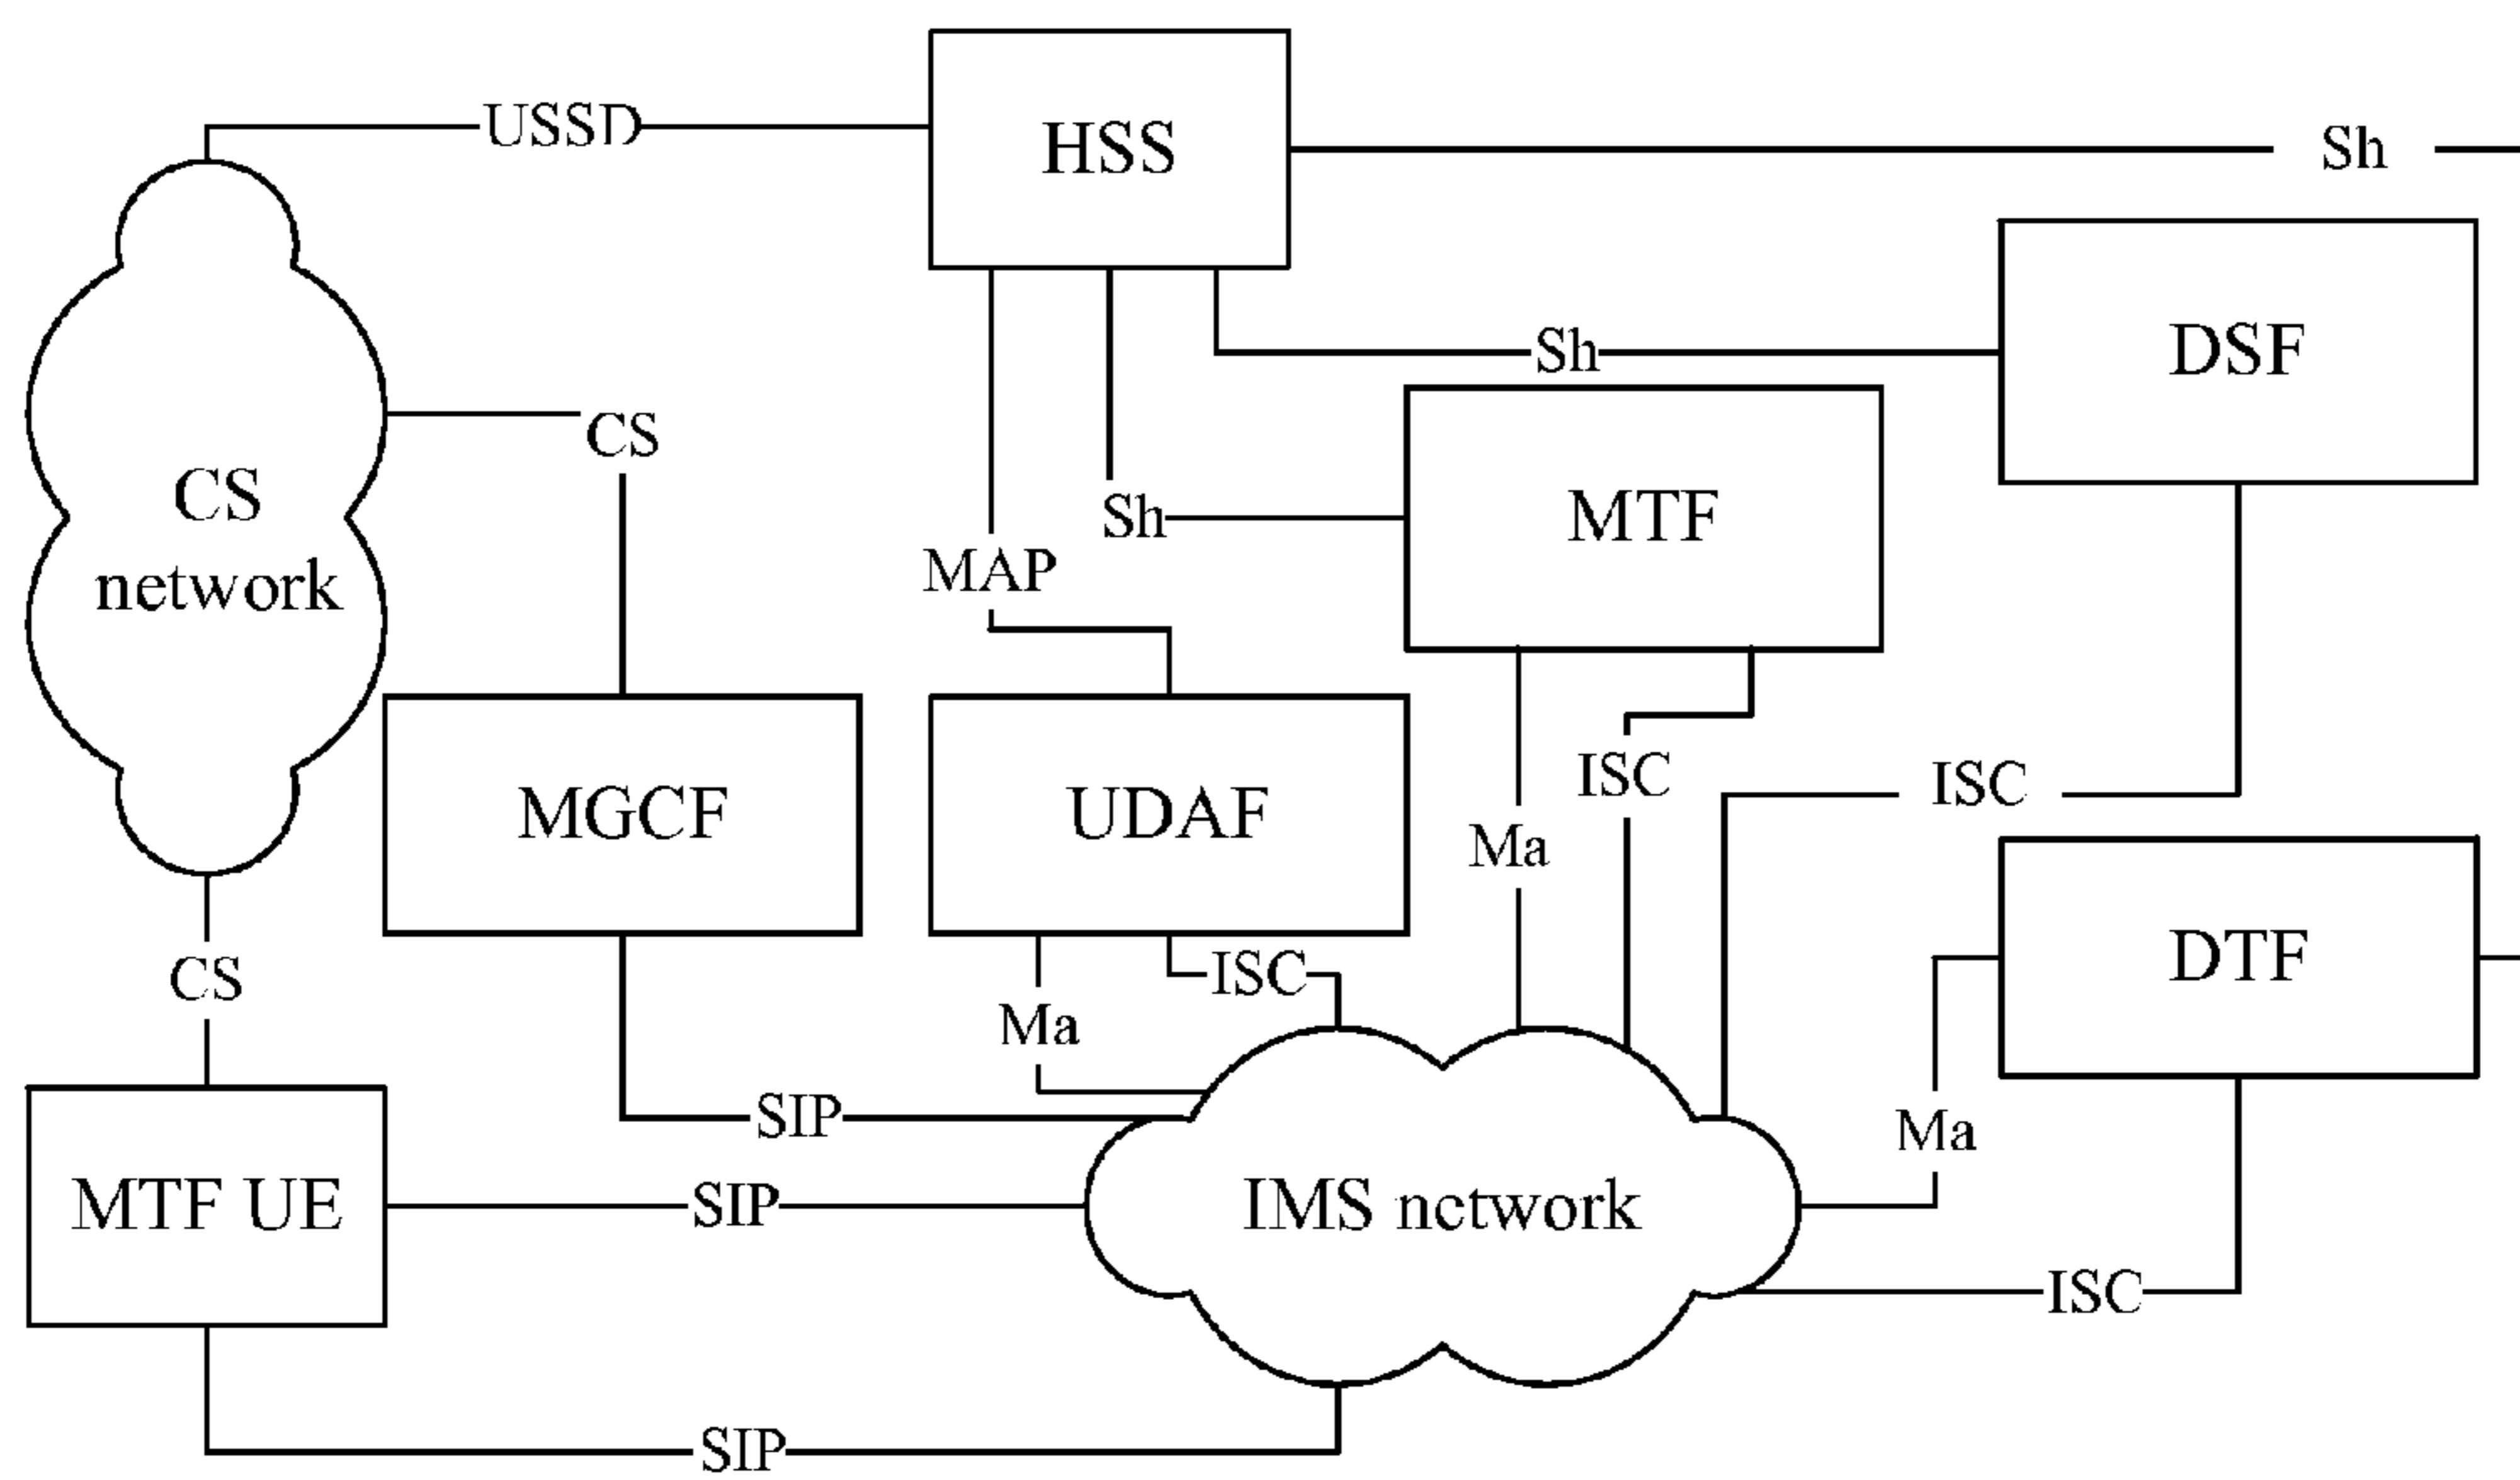 HSS
USSD
Sh
DSF
Sh
CS
CS
network
MTF
Sh
MAP
MGCF
UDAF
ISC
ISC
Ma
DTF
CS
ISC
Ma
SIP
Ma
MTF UE
SIP
IMS network
ISC
SIP